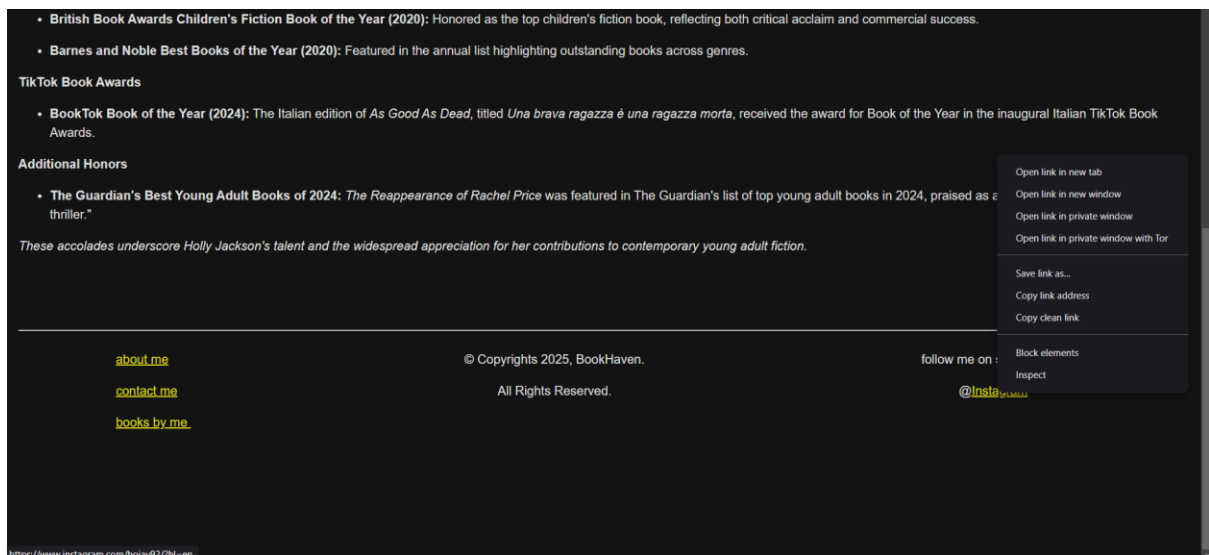 • British Book Awards Children's Fiction Book of the Year (2020): Honored as the top children's fiction book, reflecting both critical acclaim and commercial success.
• Barnes and Noble Best Books of the Year (2020): Featured in the annual list highlighting outstanding books across genres.
TikTok Book Awards
• BookTok Book of the Year (2024): The Italian edition of As Good As Dead, titled Una brava ragazza è una ragazza morta, received the award for Book of the Year in the inaugural Italian TikTok Book
Awards.
Additional Honors
• The Guardian's Best Young Adult Books of 2024: The Reappearance of Rachel Price was featured in The Guardian's list of top young adult books in 2024, praised as a
thriller."
These accolades underscore Holly Jackson's talent and the widespread appreciation for her contributions to contemporary young adult fiction.
Open link in new tab
Open link in new window
Open link in private window
Open link in private window with Tor
Save link as...
Copy link address
Copy clean link
Block elements
Inspect
about me
contact me
books by me
© Copyrights 2025, BookHaven.
All Rights Reserved.
follow me on
@Instagram